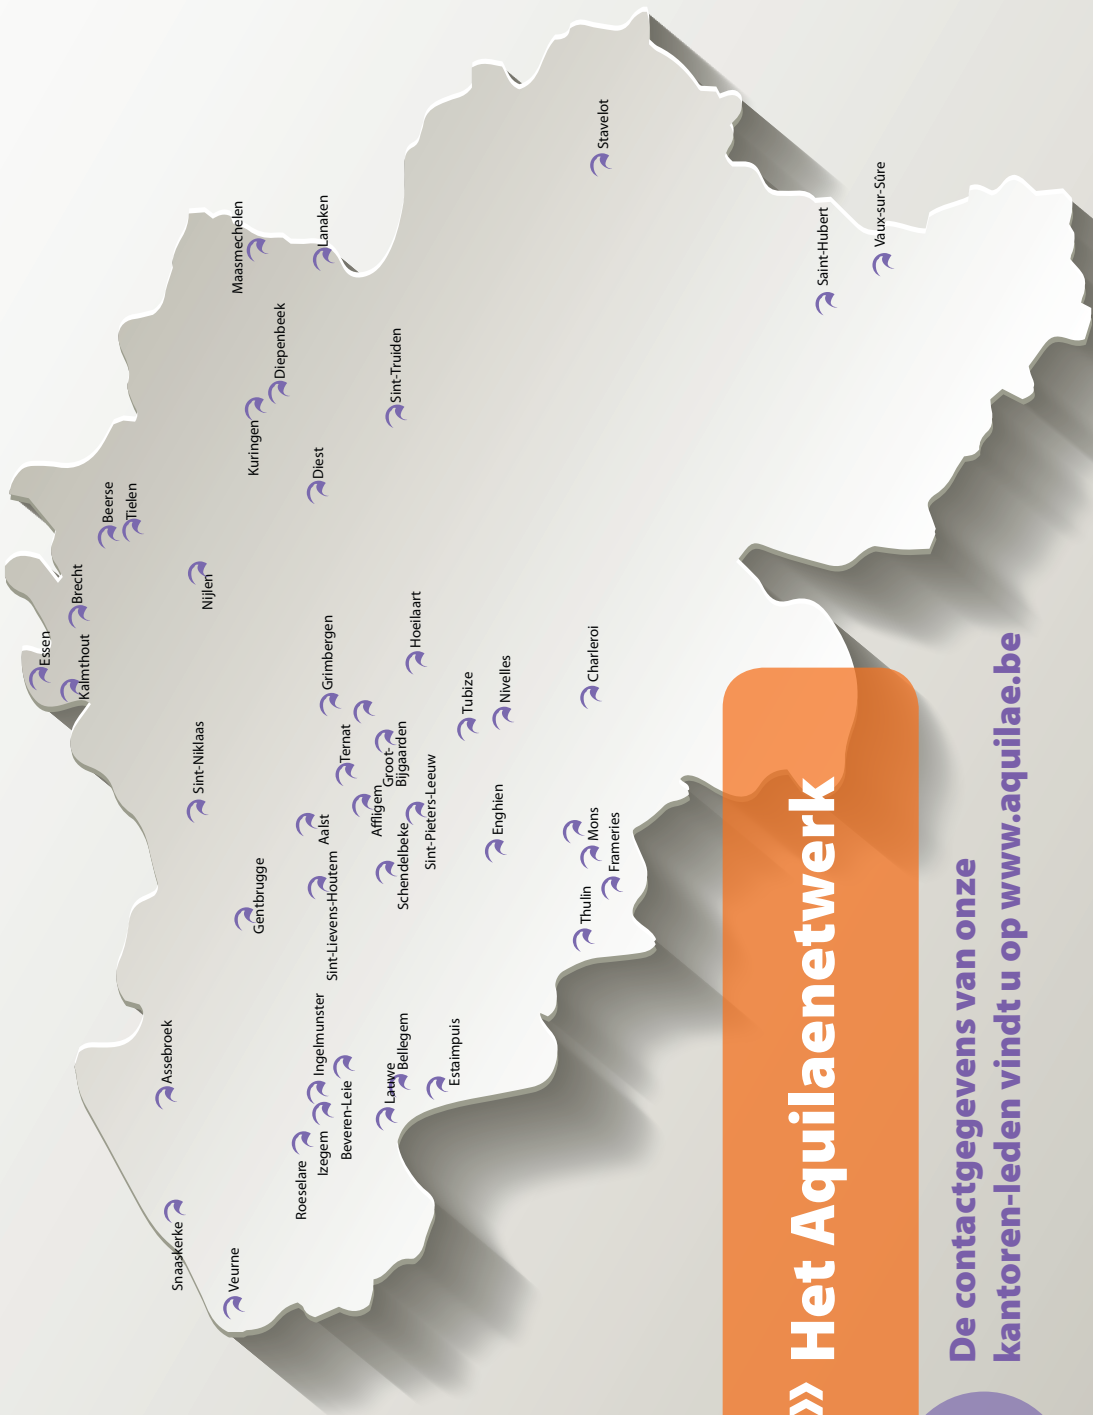 Essen
Kalmthout
Brecht
Beerse
Tielen
Nijlen
Maasmechelen
Lanaken
Kuringen
Diepenbeek
Diest
Sint-Truiden
Snaaskerke
Veurne
Assebroek
Gentbrugge
Sint-Niklaas
Roeselare
Izegem
Ingelmunster
Beveren-Leie
Lauwe
Bellegem
Estaimpuis
Sint-Lievens-Houtem
Aalst
Ternat
Grimbergen
Affligem
Groot-
Bijgaarden
Schendelbeke
Sint-Pieters-Leeuw
Hoeilaart
Tubize
Nivelles
Enghien
Charleroi
Mons
Frameries
Thulin
Stavelot
Saint-Hubert
Vaux-sur-Sûre
» Het Aquilaenetwerk
De contactgegevens van onze
kantoren-leden vindt u op www.aquilae.be